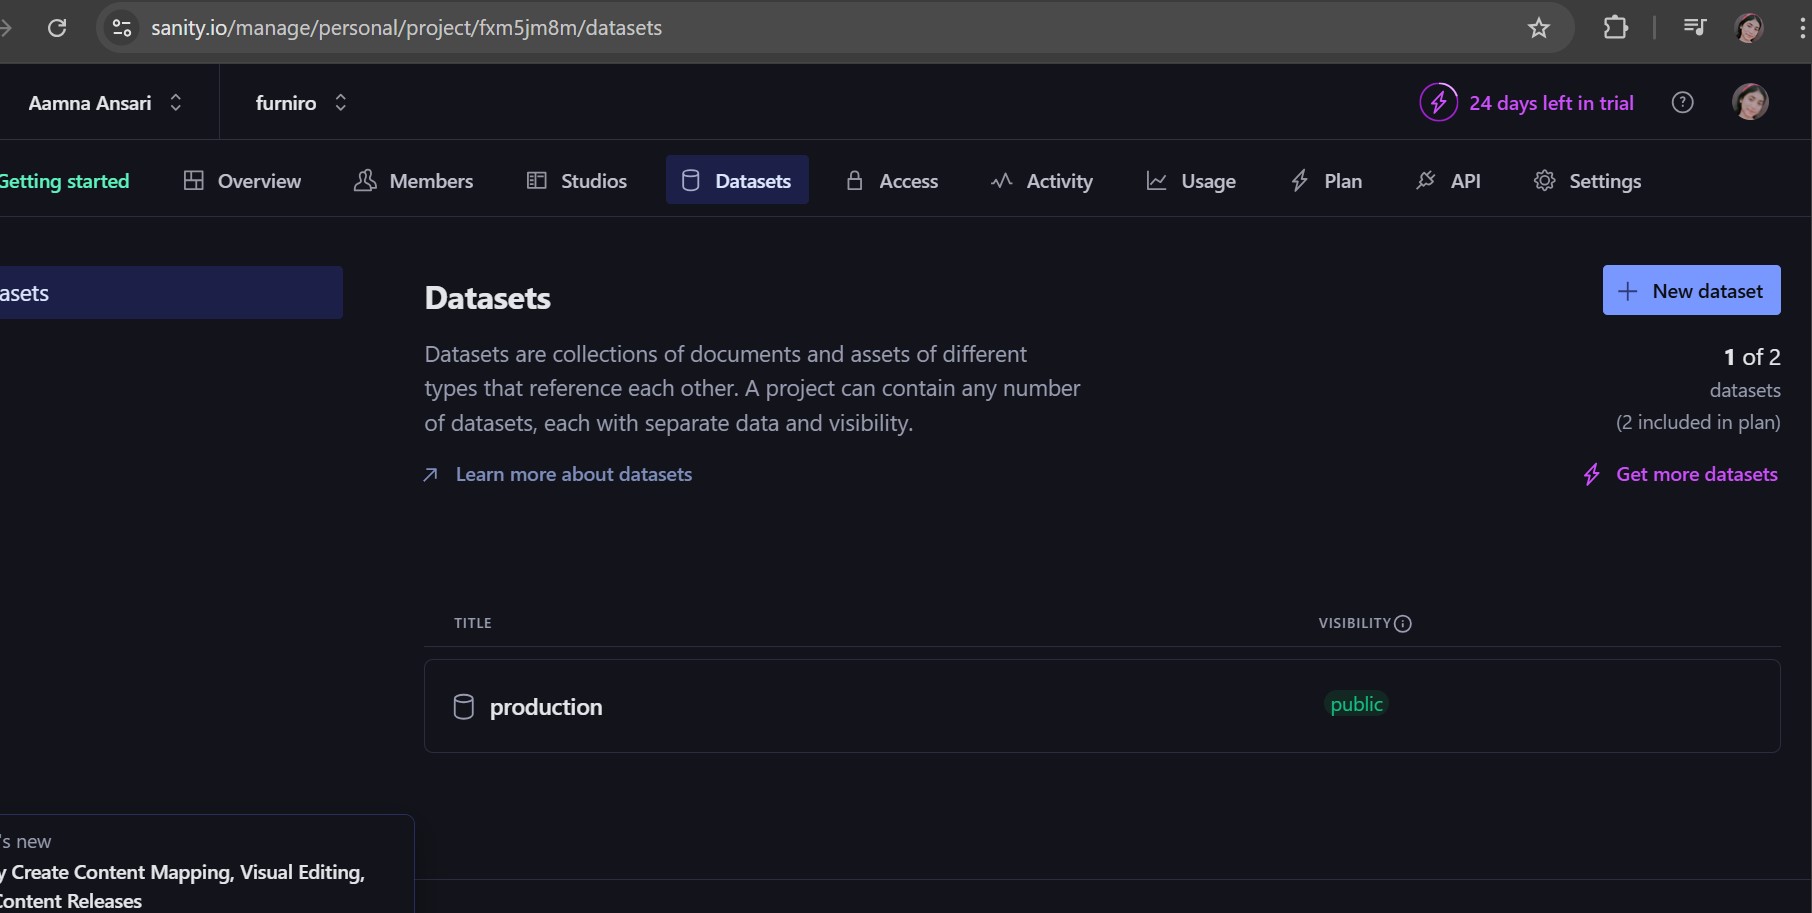 sanity.io/manage/personal/project/fxm5jm8m/datasets
Aamna Ansari
furniro
24 days left in trial
Getting started
Overview
Members
Studios
Datasets
Access
Activity
Usage
Plan
API
Settings
asets
Datasets
New dataset
Datasets are collections of documents and assets of different
types that reference each other. A project can contain any number
of datasets, each with separate data and visibility.
1 of 2
datasets
(2 included in plan)
Learn more about datasets
Get more datasets
TITLE
VISIBILITY
production
public
's new
y Create Content Mapping, Visual Editing,
Content Releases